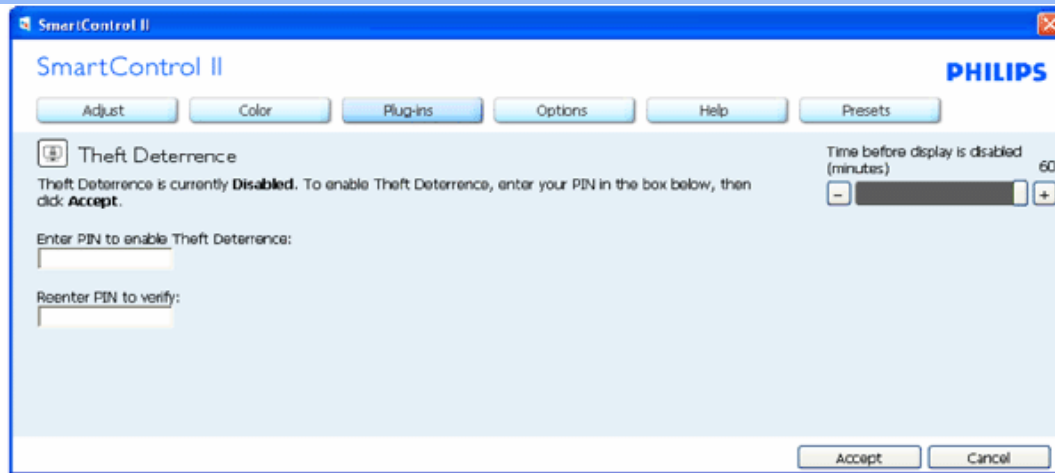 SmartControl II
SmartControl II
PHILIPS
Adjust Color Plug-ins Options Help Presets
Theft Deterrence
Theft Deterrence is currently Disabled. To enable Theft Deterrence, enter your PIN in the box below, then
click Accept.
Time before display is disabled
(minutes) 60
- +
Enter PIN to enable Theft Deterrence:
Reenter PIN to verify:
Accept Cancel